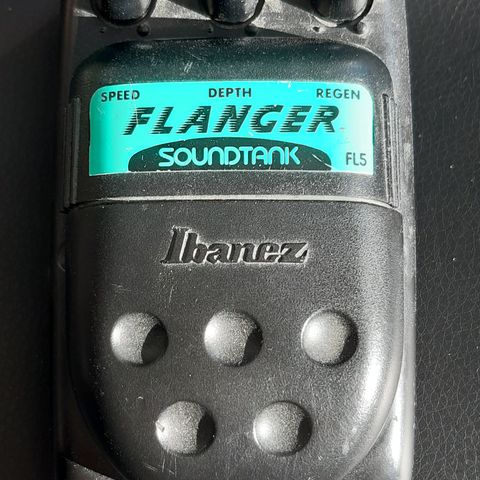 SPEED DEPTH REGEN
FLANGER
SOUNDTANK FL5
Ibanez